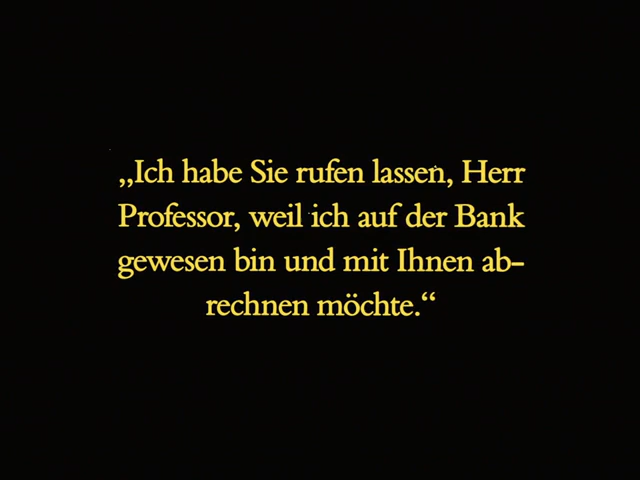 „Ich habe Sie rufen lassen, Herr
Professor, weil ich auf der Bank
gewesen bin und mit Ihnen ab-
rechnen möchte.“